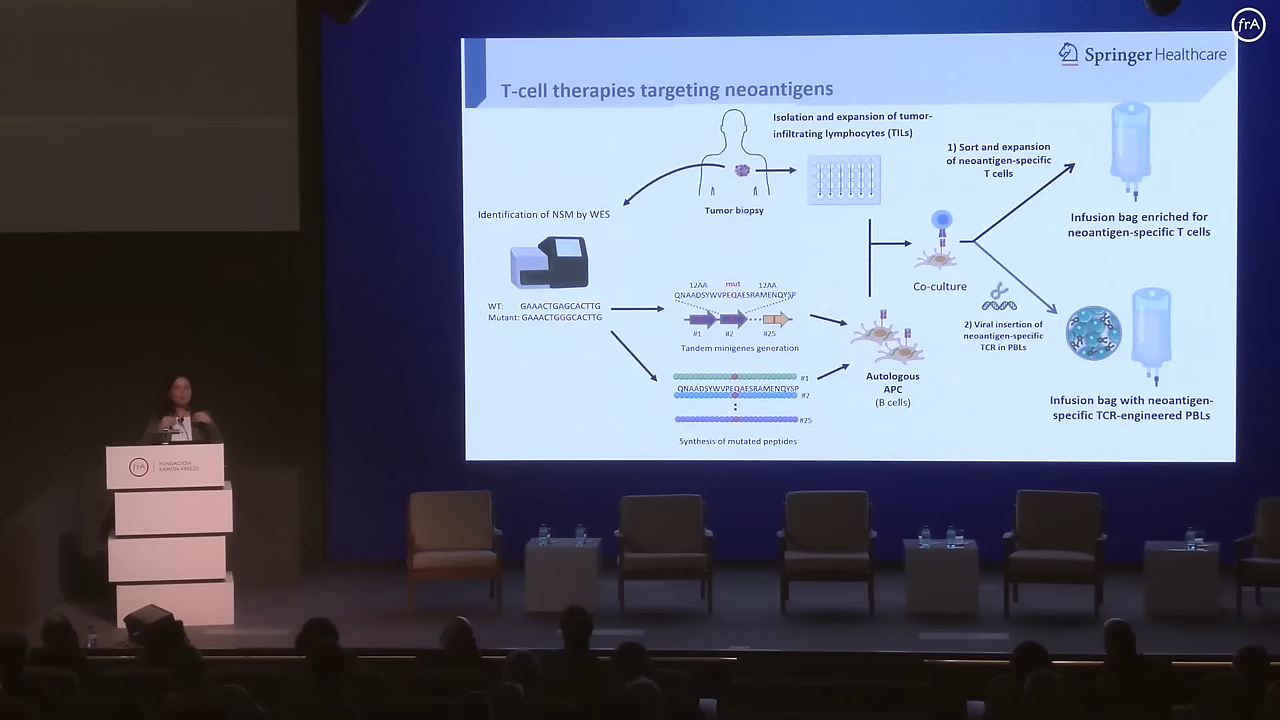 frA
Springer Healthcare
T-cell therapies targeting neoantigens
Isolation and expansion of tumor-
infiltrating lymphocytes (TILs)
Tumor biopsy
Identification of NSM by WES
WT: GAAACTGAGCACTTG
Mutant: GAAACTGGGCACTTG
12AA mut 12AA
QNAADSYWVPEQAESRAMENQYSP
#1 #2 #25
Tandem minigenes generation
#1
QNAADSYWVPEQAESRAMENQYSP
#2
#25
Synthesis of mutated peptides
Autologous
APC
(B cells)
Co-culture
1) Sort and expansion
of neoantigen-specific
T cells
Infusion bag enriched for
neoantigen-specific T cells
2) Viral insertion of
neoantigen-specific
TCR in PBLs
Infusion bag with neoantigen-
specific TCR-engineered PBLs
frA
FUNDACIÓN
RAMÓN ARECES